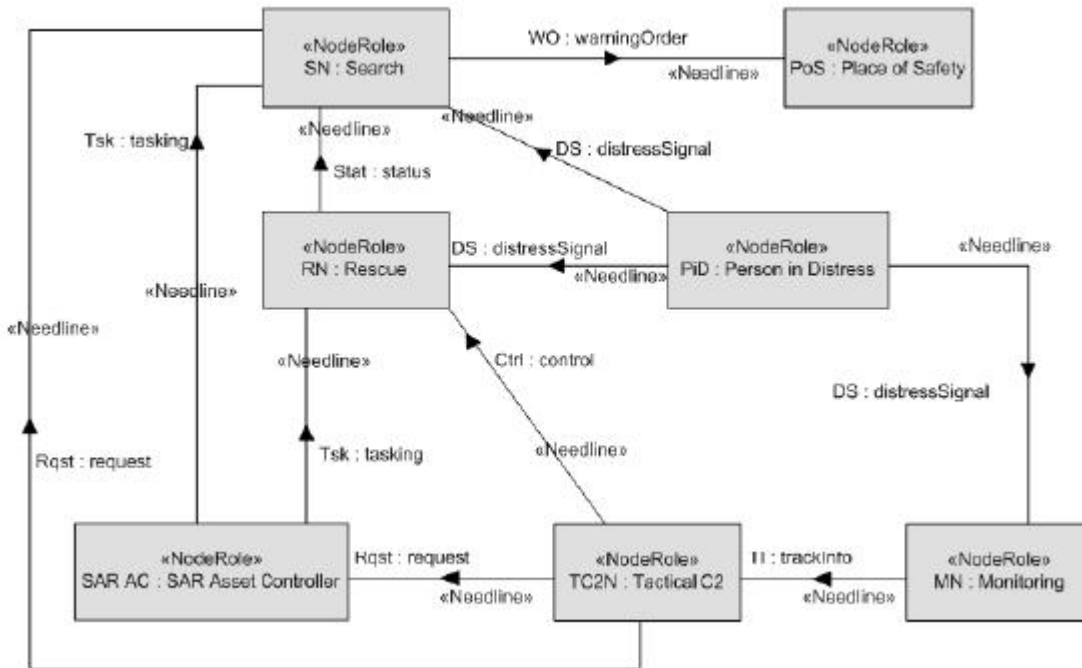 «NodeRole»
SN : Search
WO : warningOrder
«Needline»
«NodeRole»
PoS : Place of Safety
Tsk : tasking
«Needline»
«Needline»
DS : distressSignal
Stat : status
«NodeRole»
RN : Rescue
DS : distressSignal
«Needline»
«NodeRole»
PiD : Person in Distress
«Needline»
«Needline»
«Needline»
«Needline»
Ctrl : control
DS : distressSignal
Rqst : request
Tsk : tasking
«Needline»
«NodeRole»
SAR AC : SAR Asset Controller
Rqst : request
«Needline»
«NodeRole»
TC2N : Tactical C2
TI : trackInfo
«Needline»
«NodeRole»
MN : Monitoring